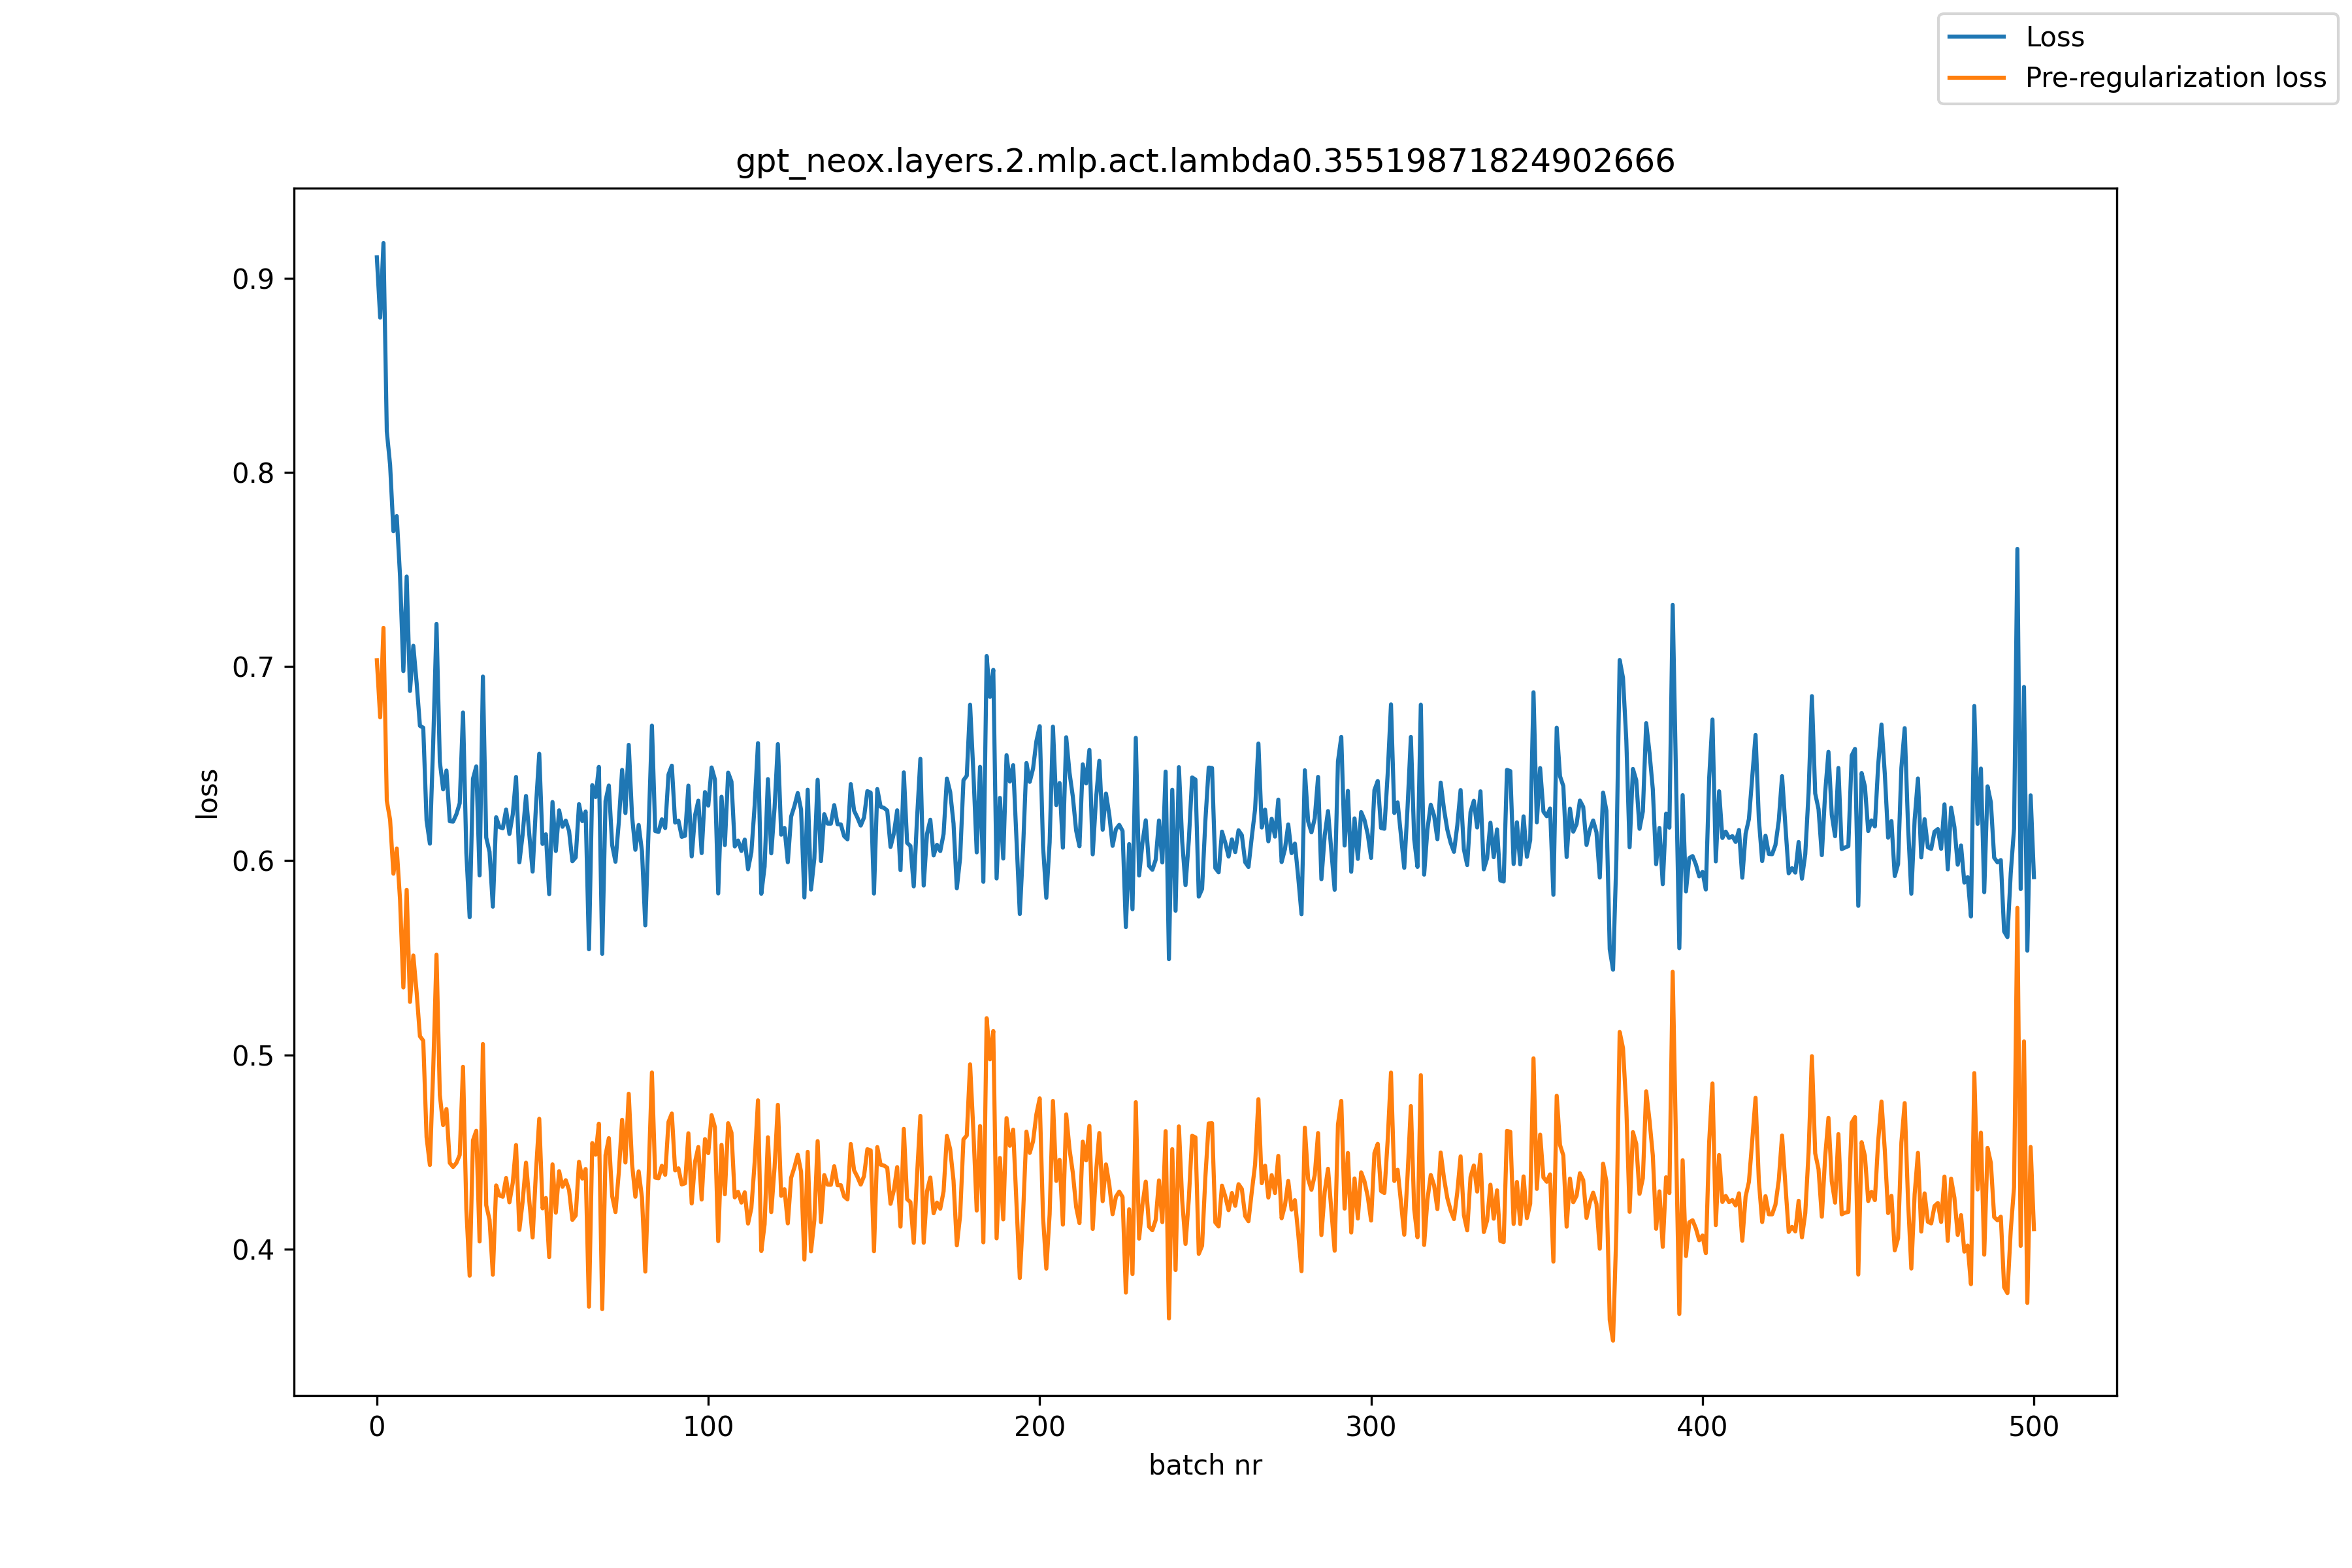 Loss
Pre-regularization loss
gpt_neox.layers.2.mlp.act.lambda0.35519871824902666
0.9
0.8
0.7
0.6
0.5
0.4
loss
0 100 200 300 400 500
batch nr